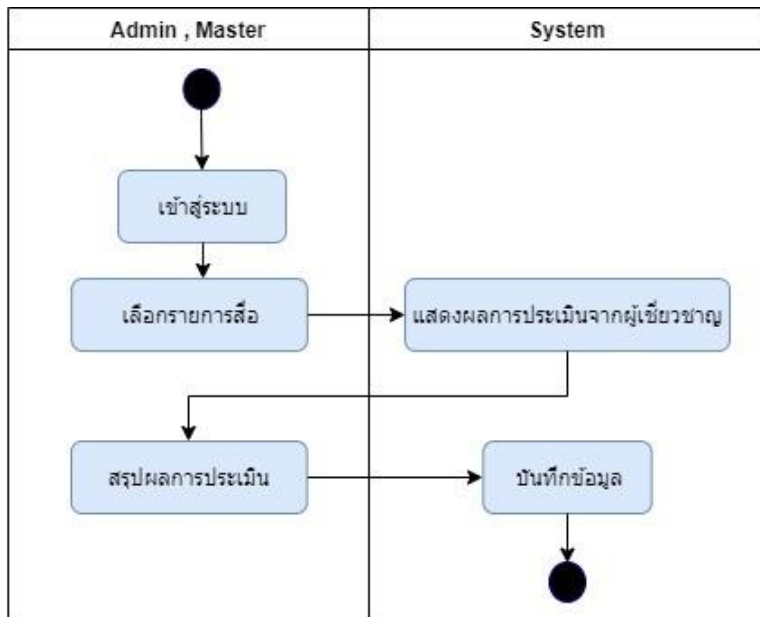 Admin , Master
System
เข้าสู่ระบบ
เลือกรายการสื่อ
แสดงผลการประเมินจากผู้เชี่ยวชาญ
สรุปผลการประเมิน
บันทึกข้อมูล